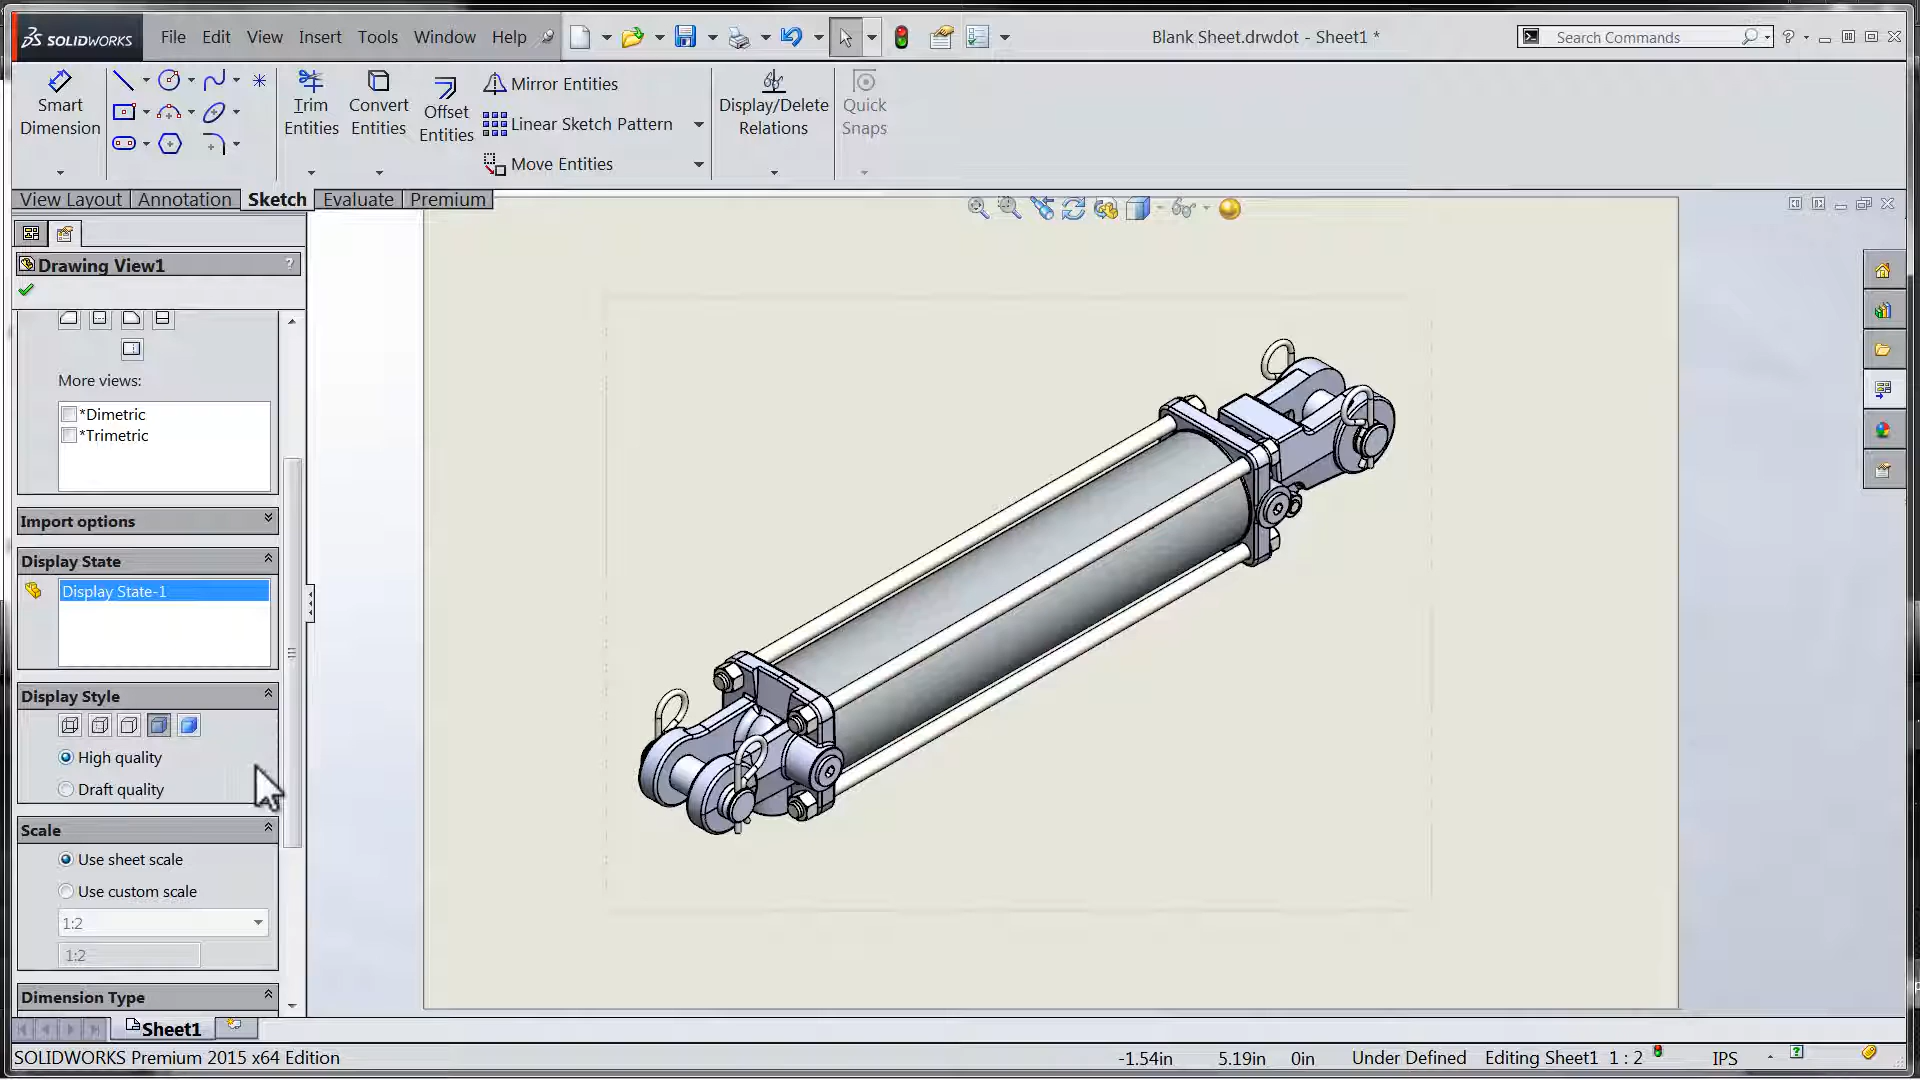 SOLIDWORKS File Edit View Insert Tools Window Help Blank Sheet.drwdot - Sheet1 * Search Commands ?
Smart Dimension
Trim Entities
Convert Entities
Offset Entities
Mirror Entities
Linear Sketch Pattern
Move Entities
Display/Delete Relations
Quick Snaps
View Layout Annotation Sketch Evaluate Premium
Drawing View1 ?
More views:
*Dimetric
*Trimetric
Import options
Display State
Display State-1
Display Style
High quality
Draft quality
Scale
Use sheet scale
Use custom scale
1:2
1:2
Dimension Type
Sheet1
SOLIDWORKS Premium 2015 x64 Edition -1.54in 5.19in 0in Under Defined Editing Sheet1 1 : 2 IPS ?